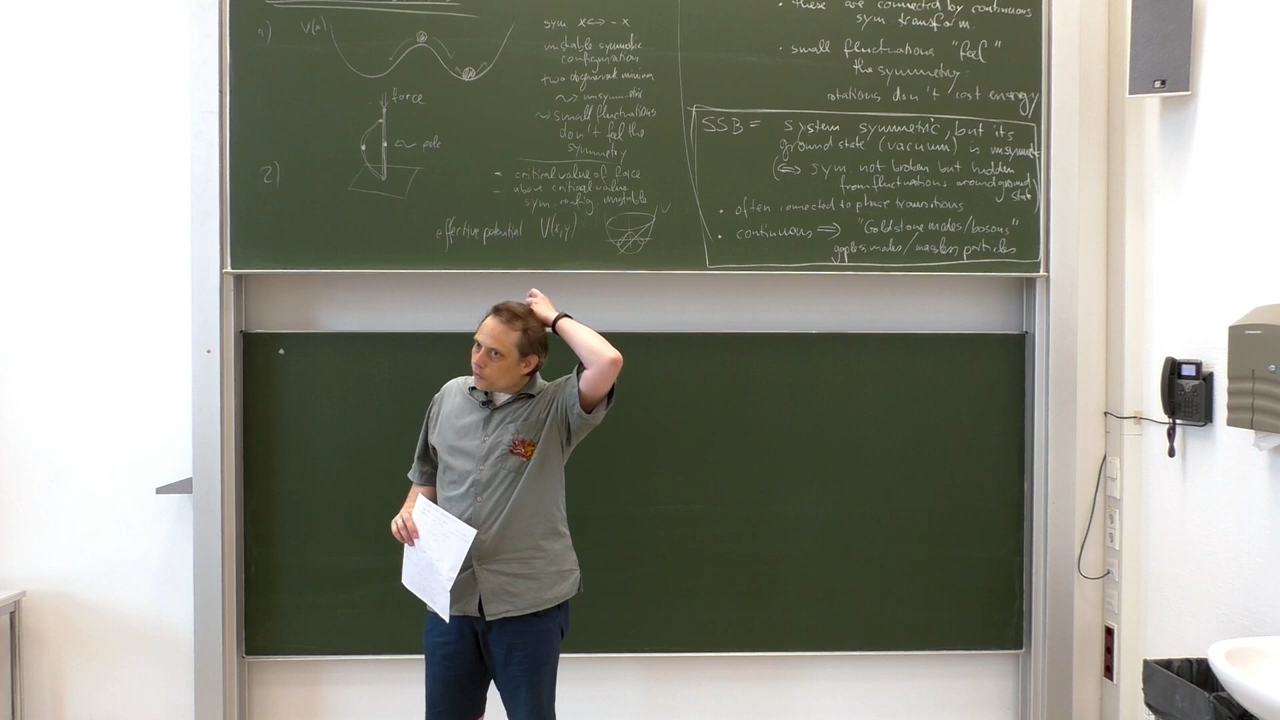 1) V(x)
sym x <-> -x
unstable symmetric
configuration
two degenerate minima
~> unsymmetric
~> small fluctuations
don't feel the
symmetry
force
~ pole
2)
- critical value of force
- above critical value
sym. config. unstable
effective potential V(x,y)
V
• these are connected by continuous
sym transform.
• small fluctuations "feel"
the symmetry
rotations don't cost energy
SSB = system symmetric, but its
ground state (vacuum) is unsymmetric
(<=> sym not broken but hidden
from fluctuations around ground
state)
• often connected to phase transitions
• continuous => "Goldstone modes/bosons"
gapless modes/massless particles